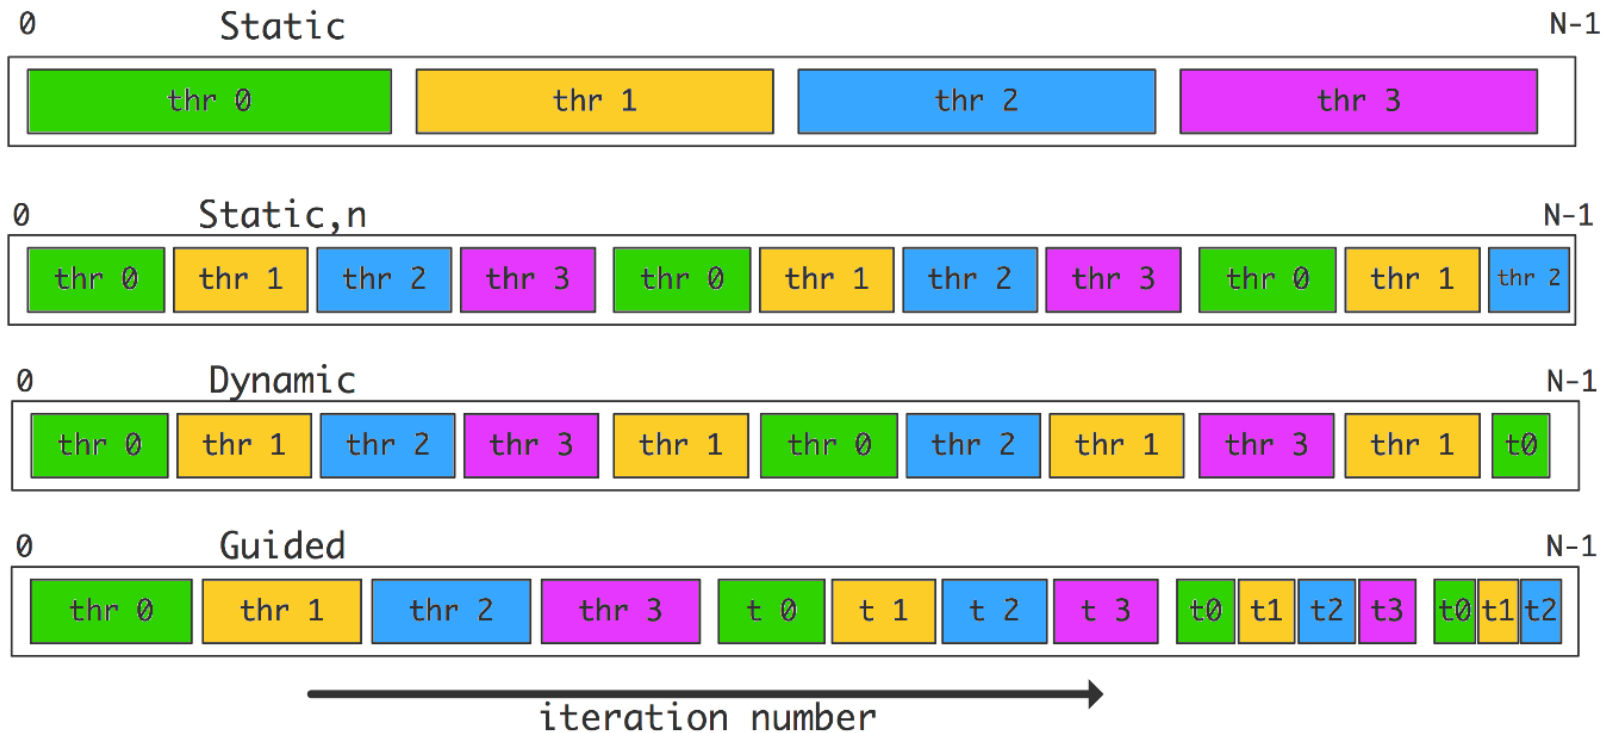 0 Static N-1
thr 0 thr 1 thr 2 thr 3
0 Static,n N-1
thr 0 thr 1 thr 2 thr 3 thr 0 thr 1 thr 2 thr 3 thr 0 thr 1 thr 2
0 Dynamic N-1
thr 0 thr 1 thr 2 thr 3 thr 1 thr 0 thr 2 thr 1 thr 3 thr 1 t0
0 Guided N-1
thr 0 thr 1 thr 2 thr 3 t 0 t 1 t 2 t 3 t0 t1 t2 t3 t0 t1 t2
iteration number